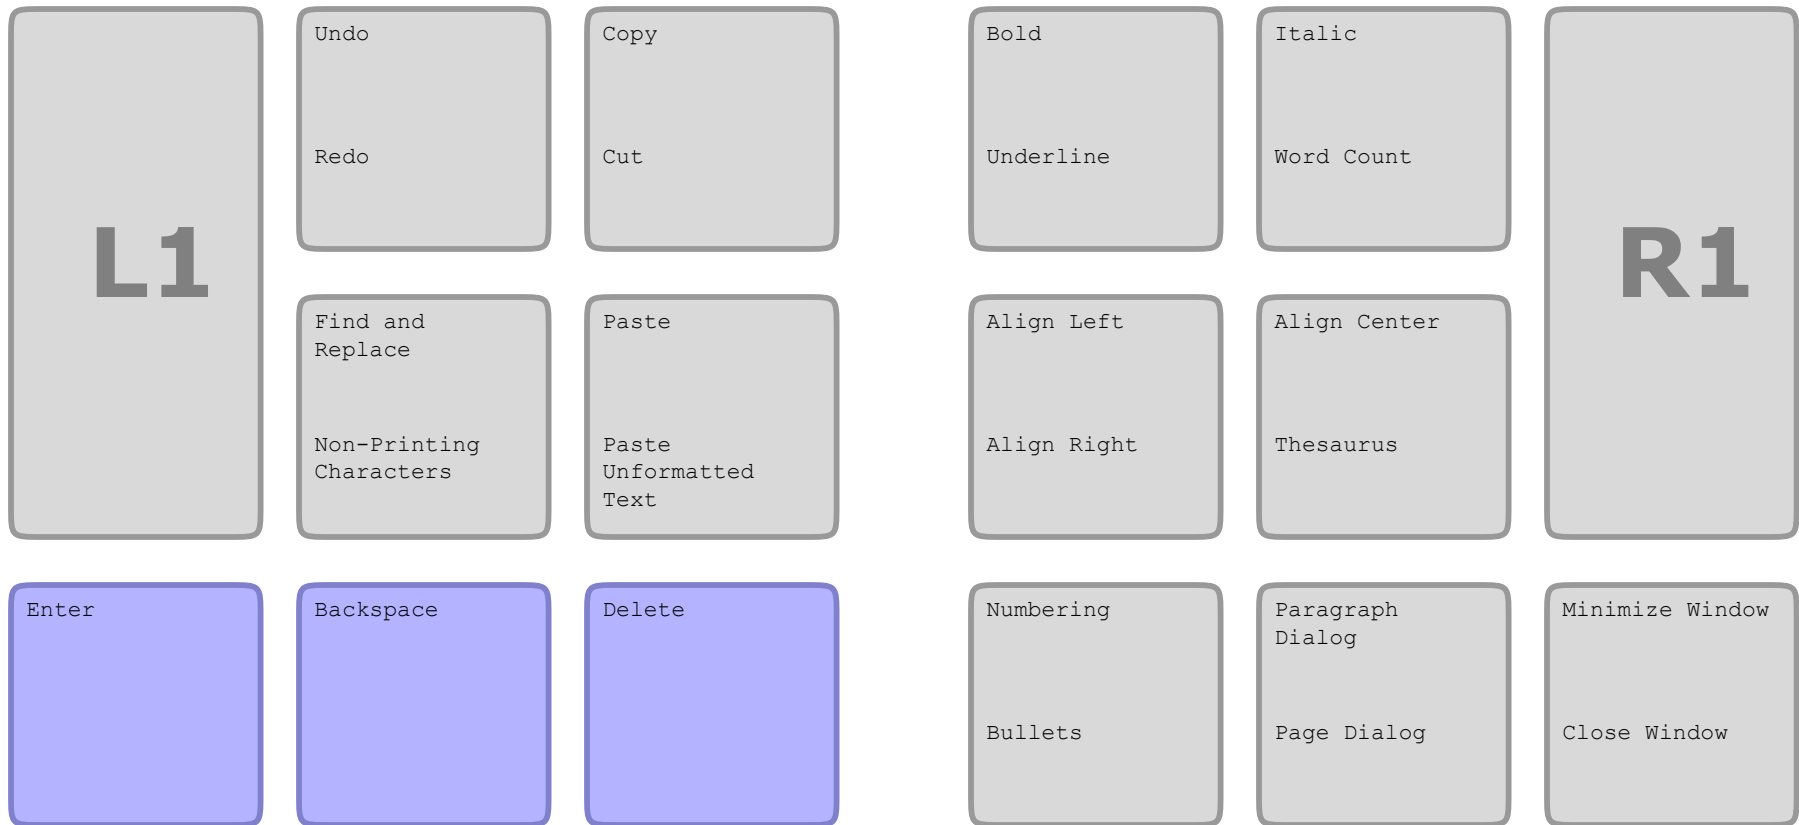 L1
Undo
Redo
Copy
Cut
Bold
Underline
Italic
Word Count
R1
Find and
Replace
Non-Printing
Characters
Paste
Paste
Unformatted
Text
Align Left
Align Right
Align Center
Thesaurus
Enter
Backspace
Delete
Numbering
Bullets
Paragraph
Dialog
Page Dialog
Minimize Window
Close Window